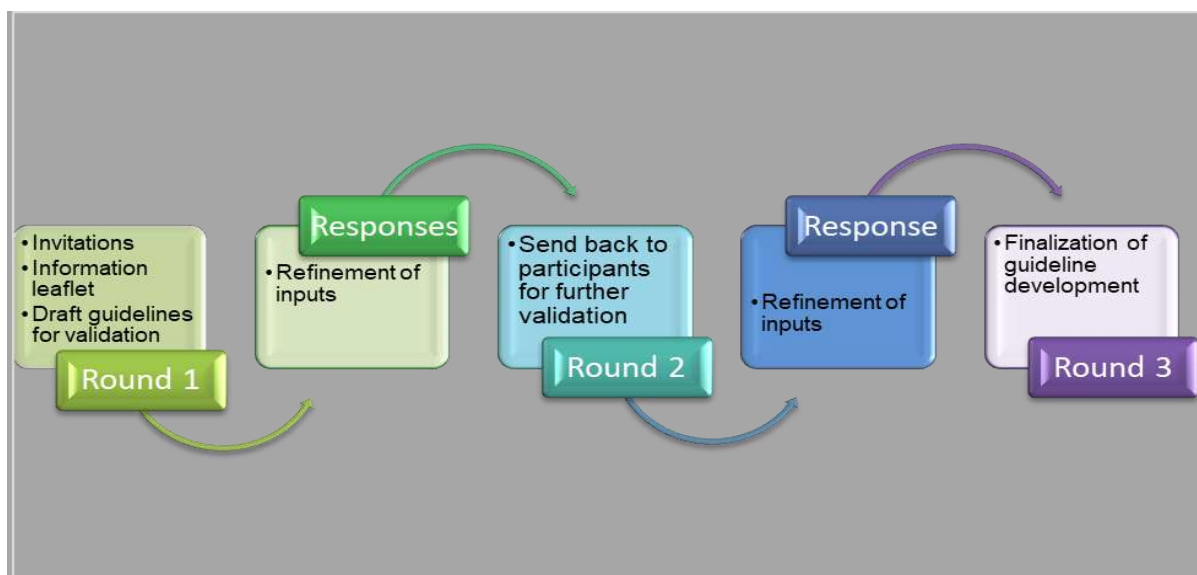 • Invitations
• Information
leaflet
• Draft guidelines
for validation
Round 1
Responses
• Refinement of
inputs
• Send back to
participants
for further
validation
Round 2
Response
• Refinement of
inputs
• Finalization of
guideline
development
Round 3